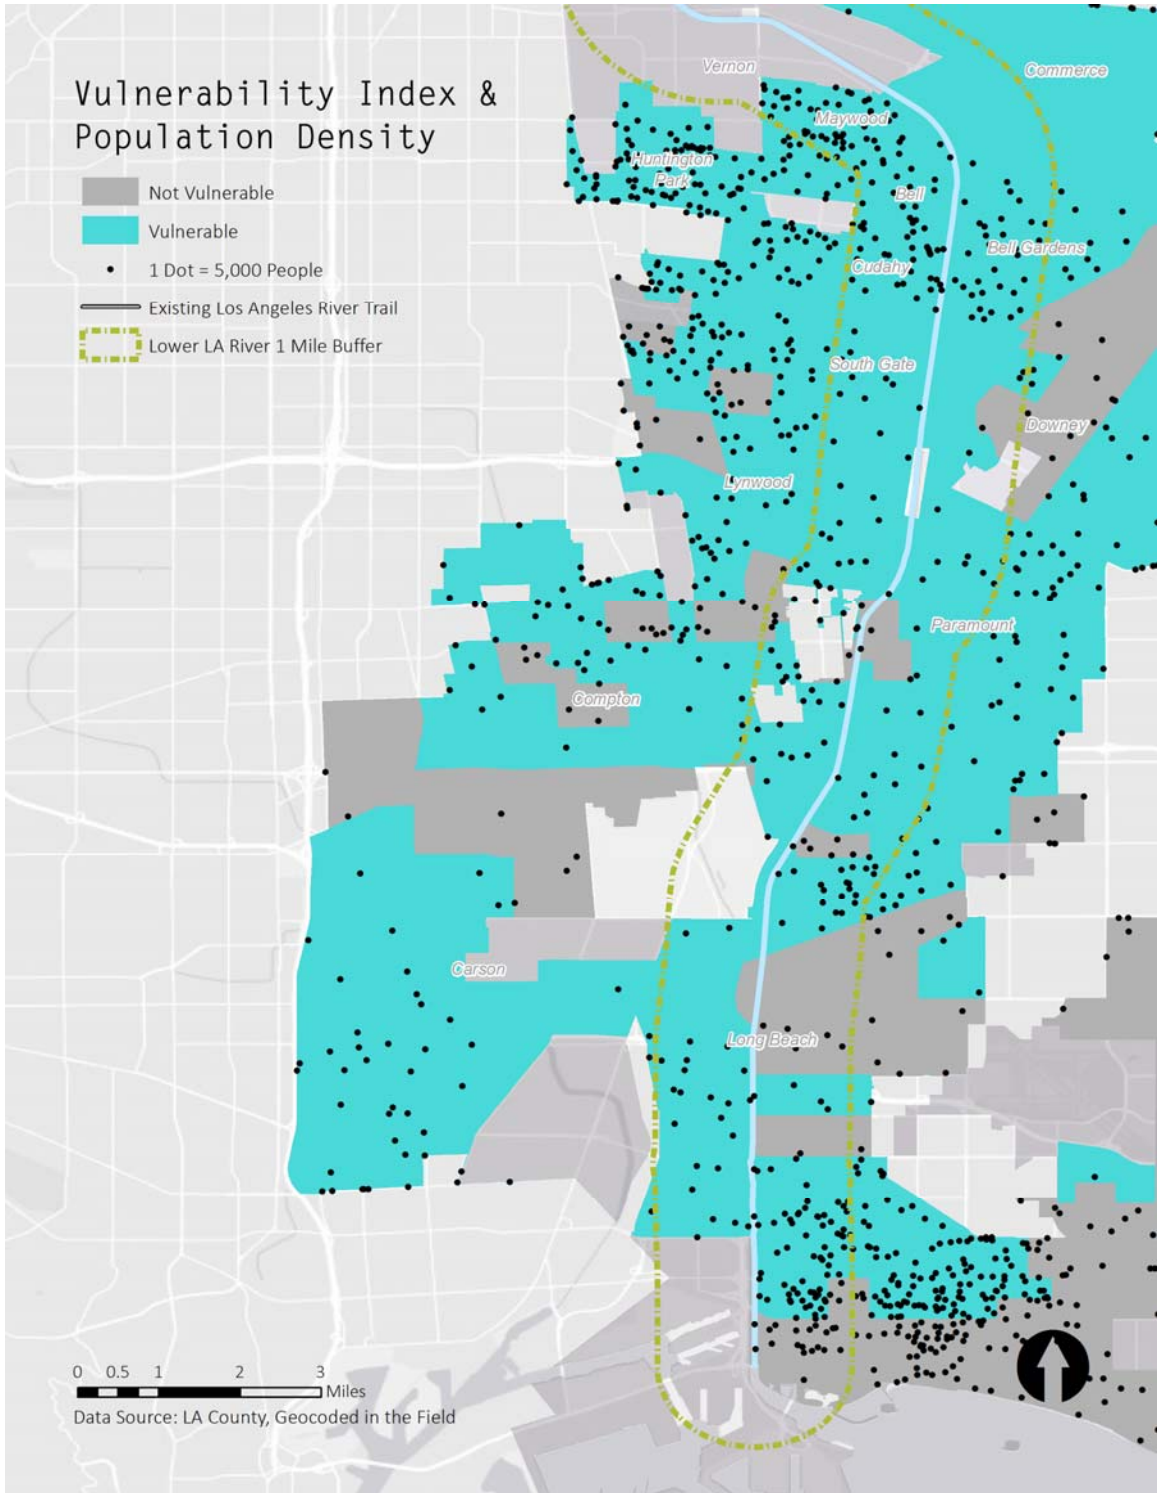 Vulnerability Index &
Population Density
Not Vulnerable
Vulnerable
1 Dot = 5,000 People
Existing Los Angeles River Trail
Lower LA River 1 Mile Buffer
Vernon
Commerce
Maywood
Huntington
Park
Bell
Bell Gardens
Cudahy
South Gate
Downey
Lynwood
Paramount
Compton
Carson
Long Beach
0 0.5 1 2 3
Miles
Data Source: LA County, Geocoded in the Field